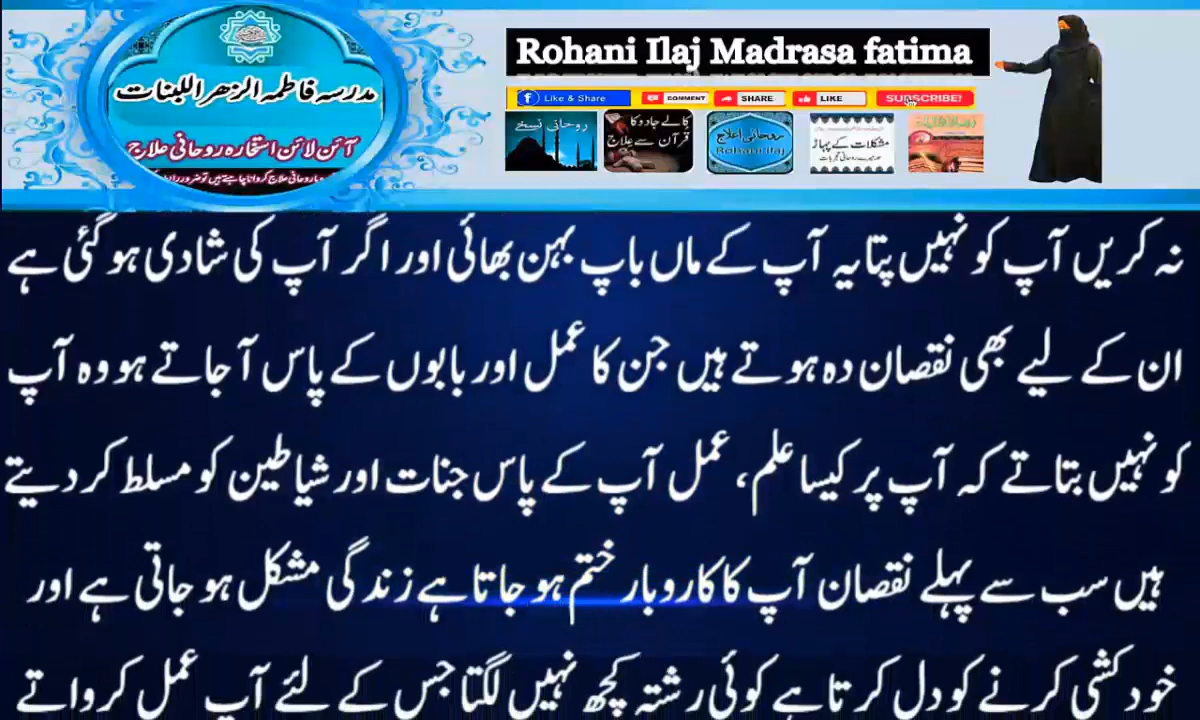 مدرسہ فاطمہ الزھرا للبنات
آئن لائن استخارہ روحانی علاج
Rohani Ilaj Madrasa fatima
Like & Share
COMMENT
SHARE
LIKE
SUBSCRIBE!
روحانی نسخے
کالے جادو کا
قرآن سے علاج
روحانی اعلاج
Rohani ilaj
مشکلات کے پہاڑ
نہ کریں آپ کو نہیں پتا یہ آپ کے ماں باپ بہن بھائی اور اگر آپ کی شادی ہو گئی ہے
ان کے لیے بھی نقصان دہ ہوتے ہیں جن کا عمل اور بابوں کے پاس آ جاتے ہو وہ آپ
کو نہیں بتاتے کہ آپ پر کیسا علم، عمل آپ کے پاس جنات اور شیاطین کو مسلط کر دیتے
ہیں سب سے پہلے نقصان آپ کا کاروبار ختم ہو جاتا ہے زندگی مشکل ہو جاتی ہے اور
خودکشی کرنے کو دل کرتا ہے کوئی رشتہ کچھ نہیں لگتا جس کے لئے آپ عمل کرواتے